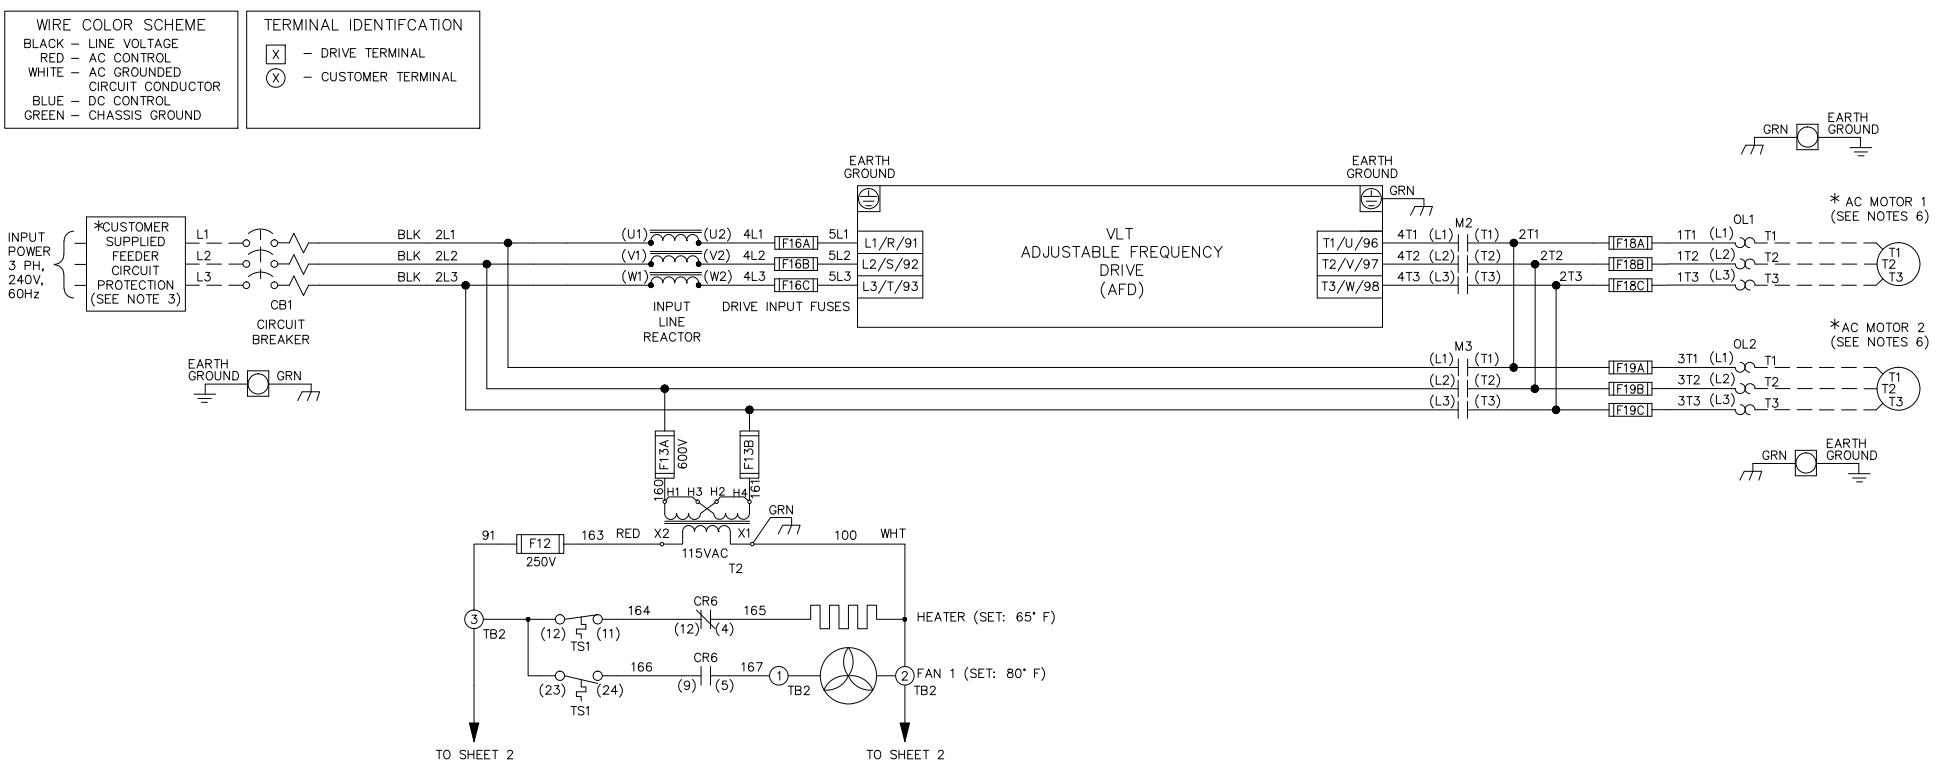 WIRE COLOR SCHEME
BLACK – LINE VOLTAGE
RED – AC CONTROL
WHITE – AC GROUNDED
CIRCUIT CONDUCTOR
BLUE – DC CONTROL
GREEN – CHASSIS GROUND
TERMINAL IDENTIFCATION
X – DRIVE TERMINAL
X – CUSTOMER TERMINAL
GRN
EARTH
GROUND
EARTH
GROUND
EARTH
GROUND
GRN
INPUT
POWER
3 PH,
240V,
60Hz
*CUSTOMER
SUPPLIED
FEEDER
CIRCUIT
PROTECTION
(SEE NOTE 3)
L1
L2
L3
CB1
CIRCUIT
BREAKER
BLK 2L1
BLK 2L2
BLK 2L3
(U1) (U2) 4L1 F16A 5L1 L1/R/91
(V1) (V2) 4L2 F16B 5L2 L2/S/92
(W1) (W2) 4L3 F16C 5L3 L3/T/93
INPUT
LINE
REACTOR
DRIVE INPUT FUSES
VLT
ADJUSTABLE FREQUENCY
DRIVE
(AFD)
M2
T1/U/96 4T1 (L1) (T1) 2T1 F18A 1T1 (L1) T1
T2/V/97 4T2 (L2) (T2) 2T2 F18B 1T2 (L2) T2
T3/W/98 4T3 (L3) (T3) 2T3 F18C 1T3 (L3) T3
OL1
* AC MOTOR 1
(SEE NOTES 6)
T1
T2
T3
EARTH
GROUND
GRN
M3
(L1) (T1) F19A 3T1 (L1) T1
(L2) (T2) F19B 3T2 (L2) T2
(L3) (T3) F19C 3T3 (L3) T3
OL2
*AC MOTOR 2
(SEE NOTES 6)
T1
T2
T3
GRN
EARTH
GROUND
F13A
600V
F13B
160
161
H1 H3 H2 H4
GRN
91 F12 163 RED X2 X1 100 WHT
250V
115VAC
T2
3
TB2
(12) (11)
TS1
164
CR6
(12) (4)
165
HEATER (SET: 65° F)
(23) (24)
TS1
166
CR6
(9) (5)
167
1
TB2
2
TB2
FAN 1 (SET: 80° F)
TO SHEET 2
TO SHEET 2